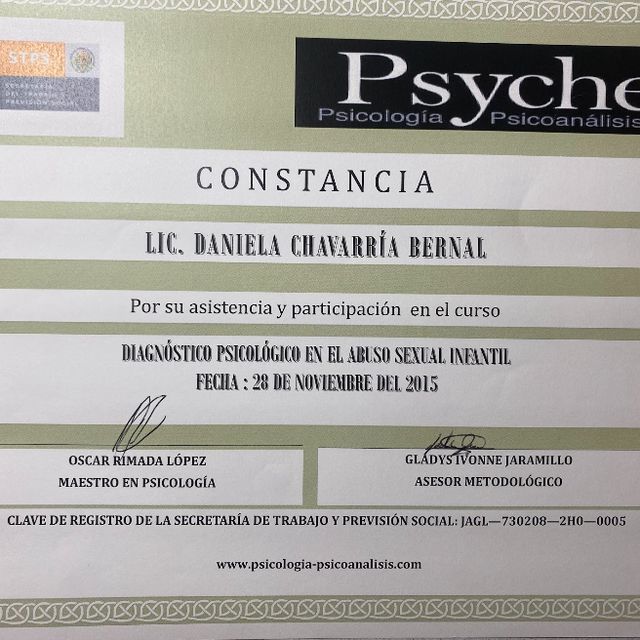 STPS
SECRETARÍA
DEL TRABAJO
PREVISIÓN SOCIAL
Psyche
Psicología Psicoanálisis
CONSTANCIA
LIC. DANIELA CHAVARRÍA BERNAL
Por su asistencia y participación en el curso
DIAGNÓSTICO PSICOLÓGICO EN EL ABUSO SEXUAL INFANTIL
FECHA : 28 DE NOVIEMBRE DEL 2015
OSCAR RIMADA LÓPEZ
MAESTRO EN PSICOLOGÍA
GLADYS IVONNE JARAMILLO
ASESOR METODOLÓGICO
CLAVE DE REGISTRO DE LA SECRETARÍA DE TRABAJO Y PREVISIÓN SOCIAL: JAGL—730208—2H0—0005
www.psicologia-psicoanalisis.com